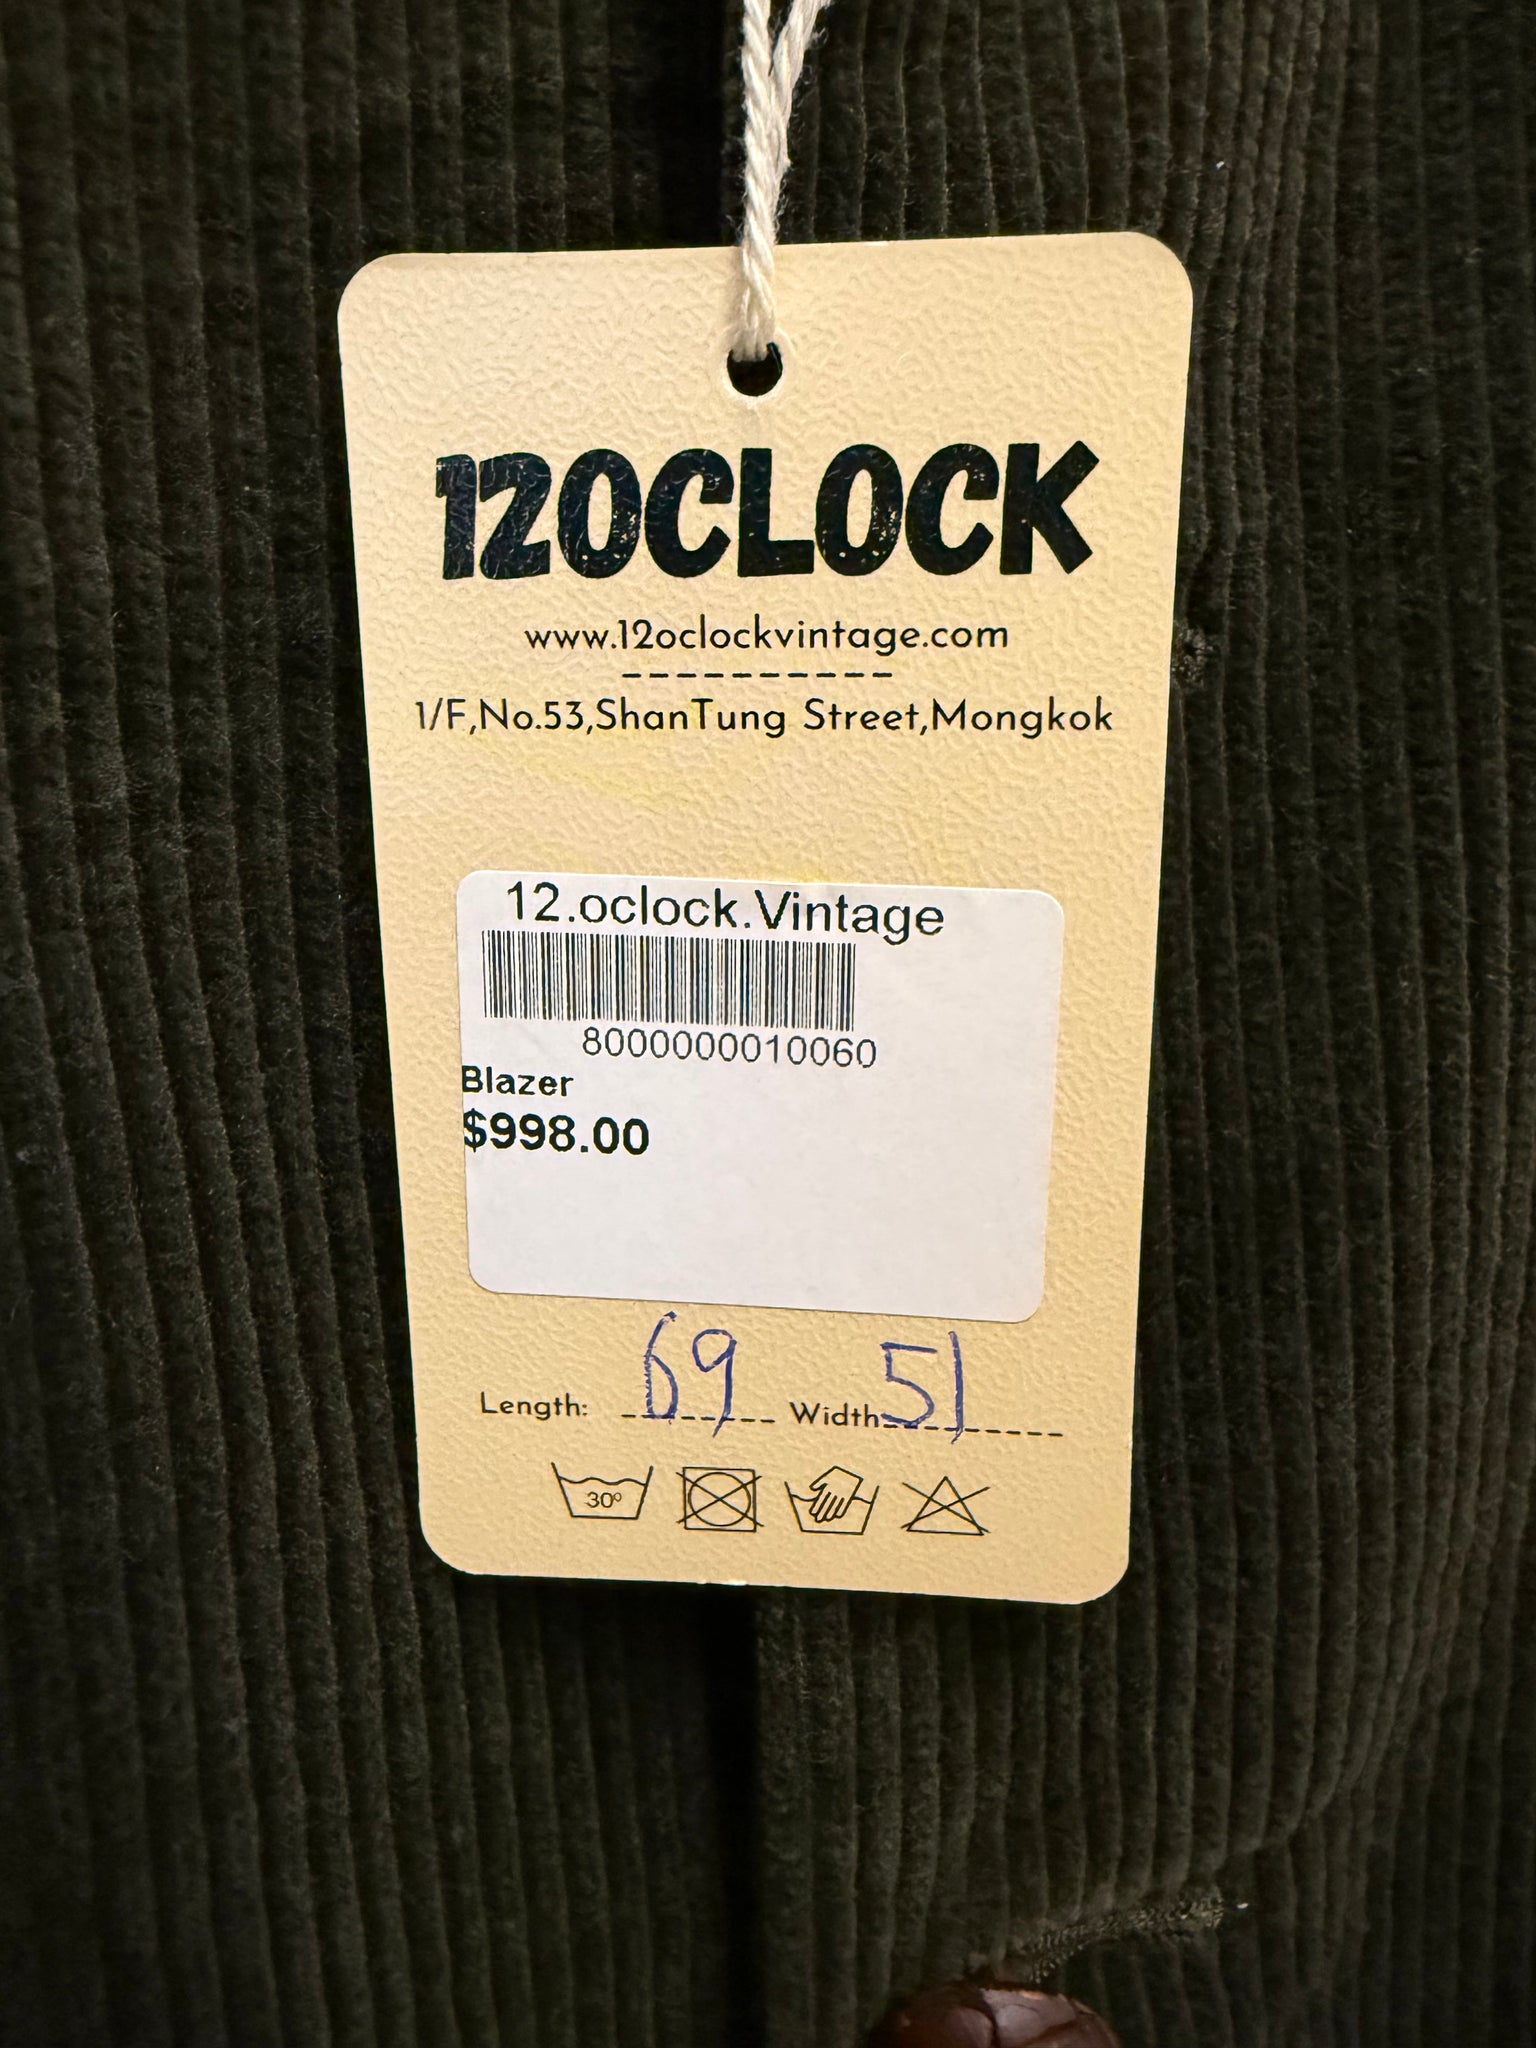 12OCLOCK
www.12oclockvintage.com
1/F,No.53,ShanTung Street,Mongkok
12.oclock.Vintage
8000000010060
Blazer
$998.00
Length: 69 Width 51
30°